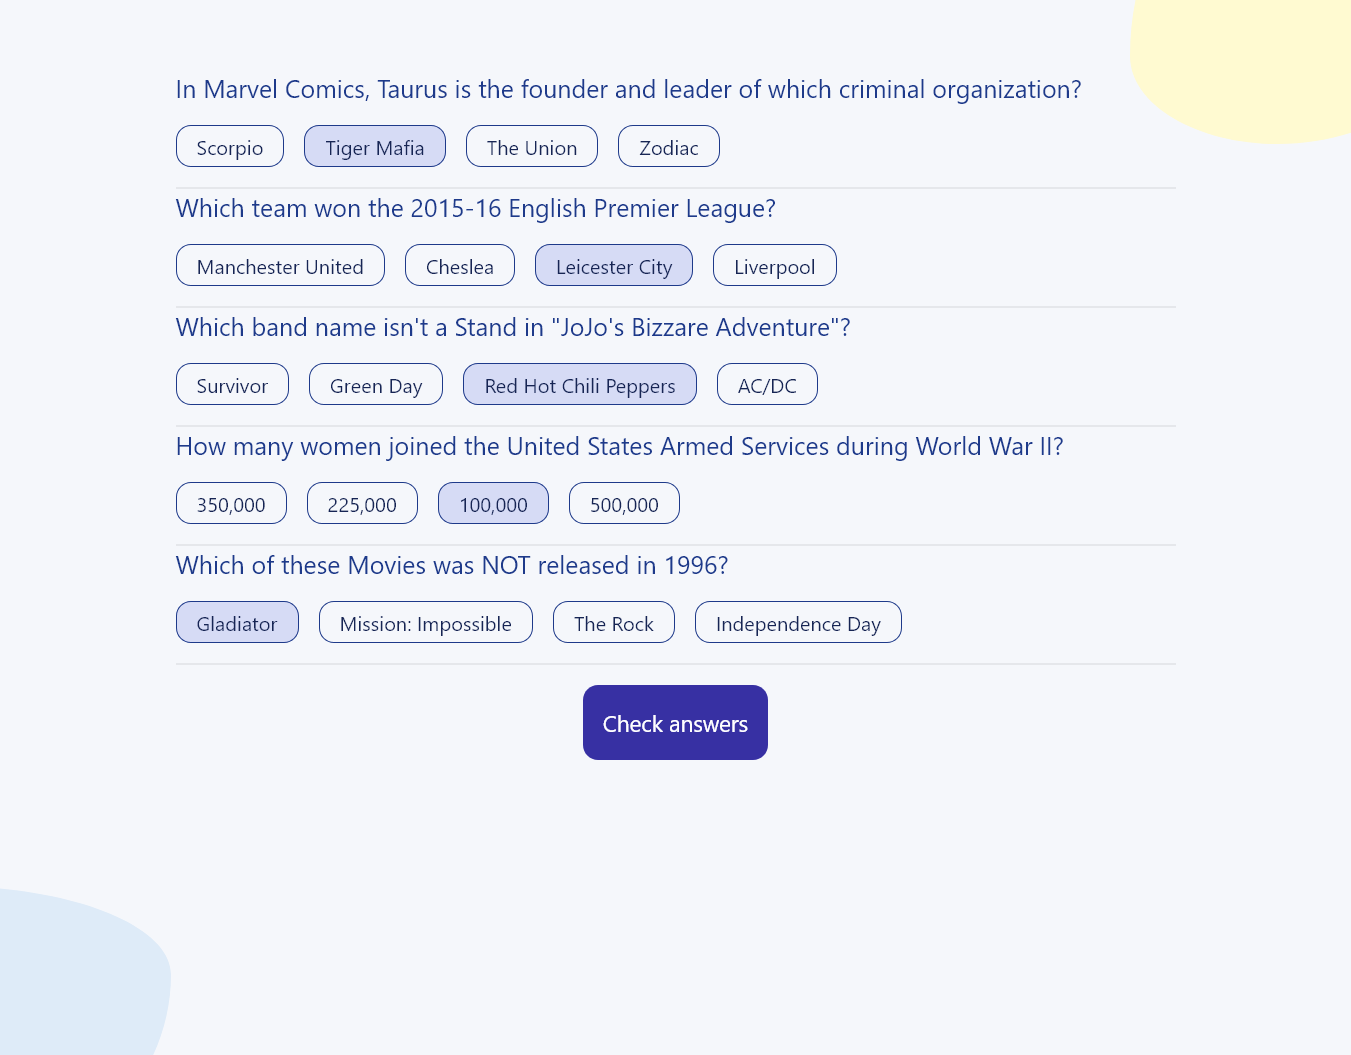 In Marvel Comics, Taurus is the founder and leader of which criminal organization?
Scorpio Tiger Mafia The Union Zodiac
Which team won the 2015-16 English Premier League?
Manchester United Cheslea Leicester City Liverpool
Which band name isn't a Stand in "JoJo's Bizzare Adventure"?
Survivor Green Day Red Hot Chili Peppers AC/DC
How many women joined the United States Armed Services during World War II?
350,000 225,000 100,000 500,000
Which of these Movies was NOT released in 1996?
Gladiator Mission: Impossible The Rock Independence Day
Check answers